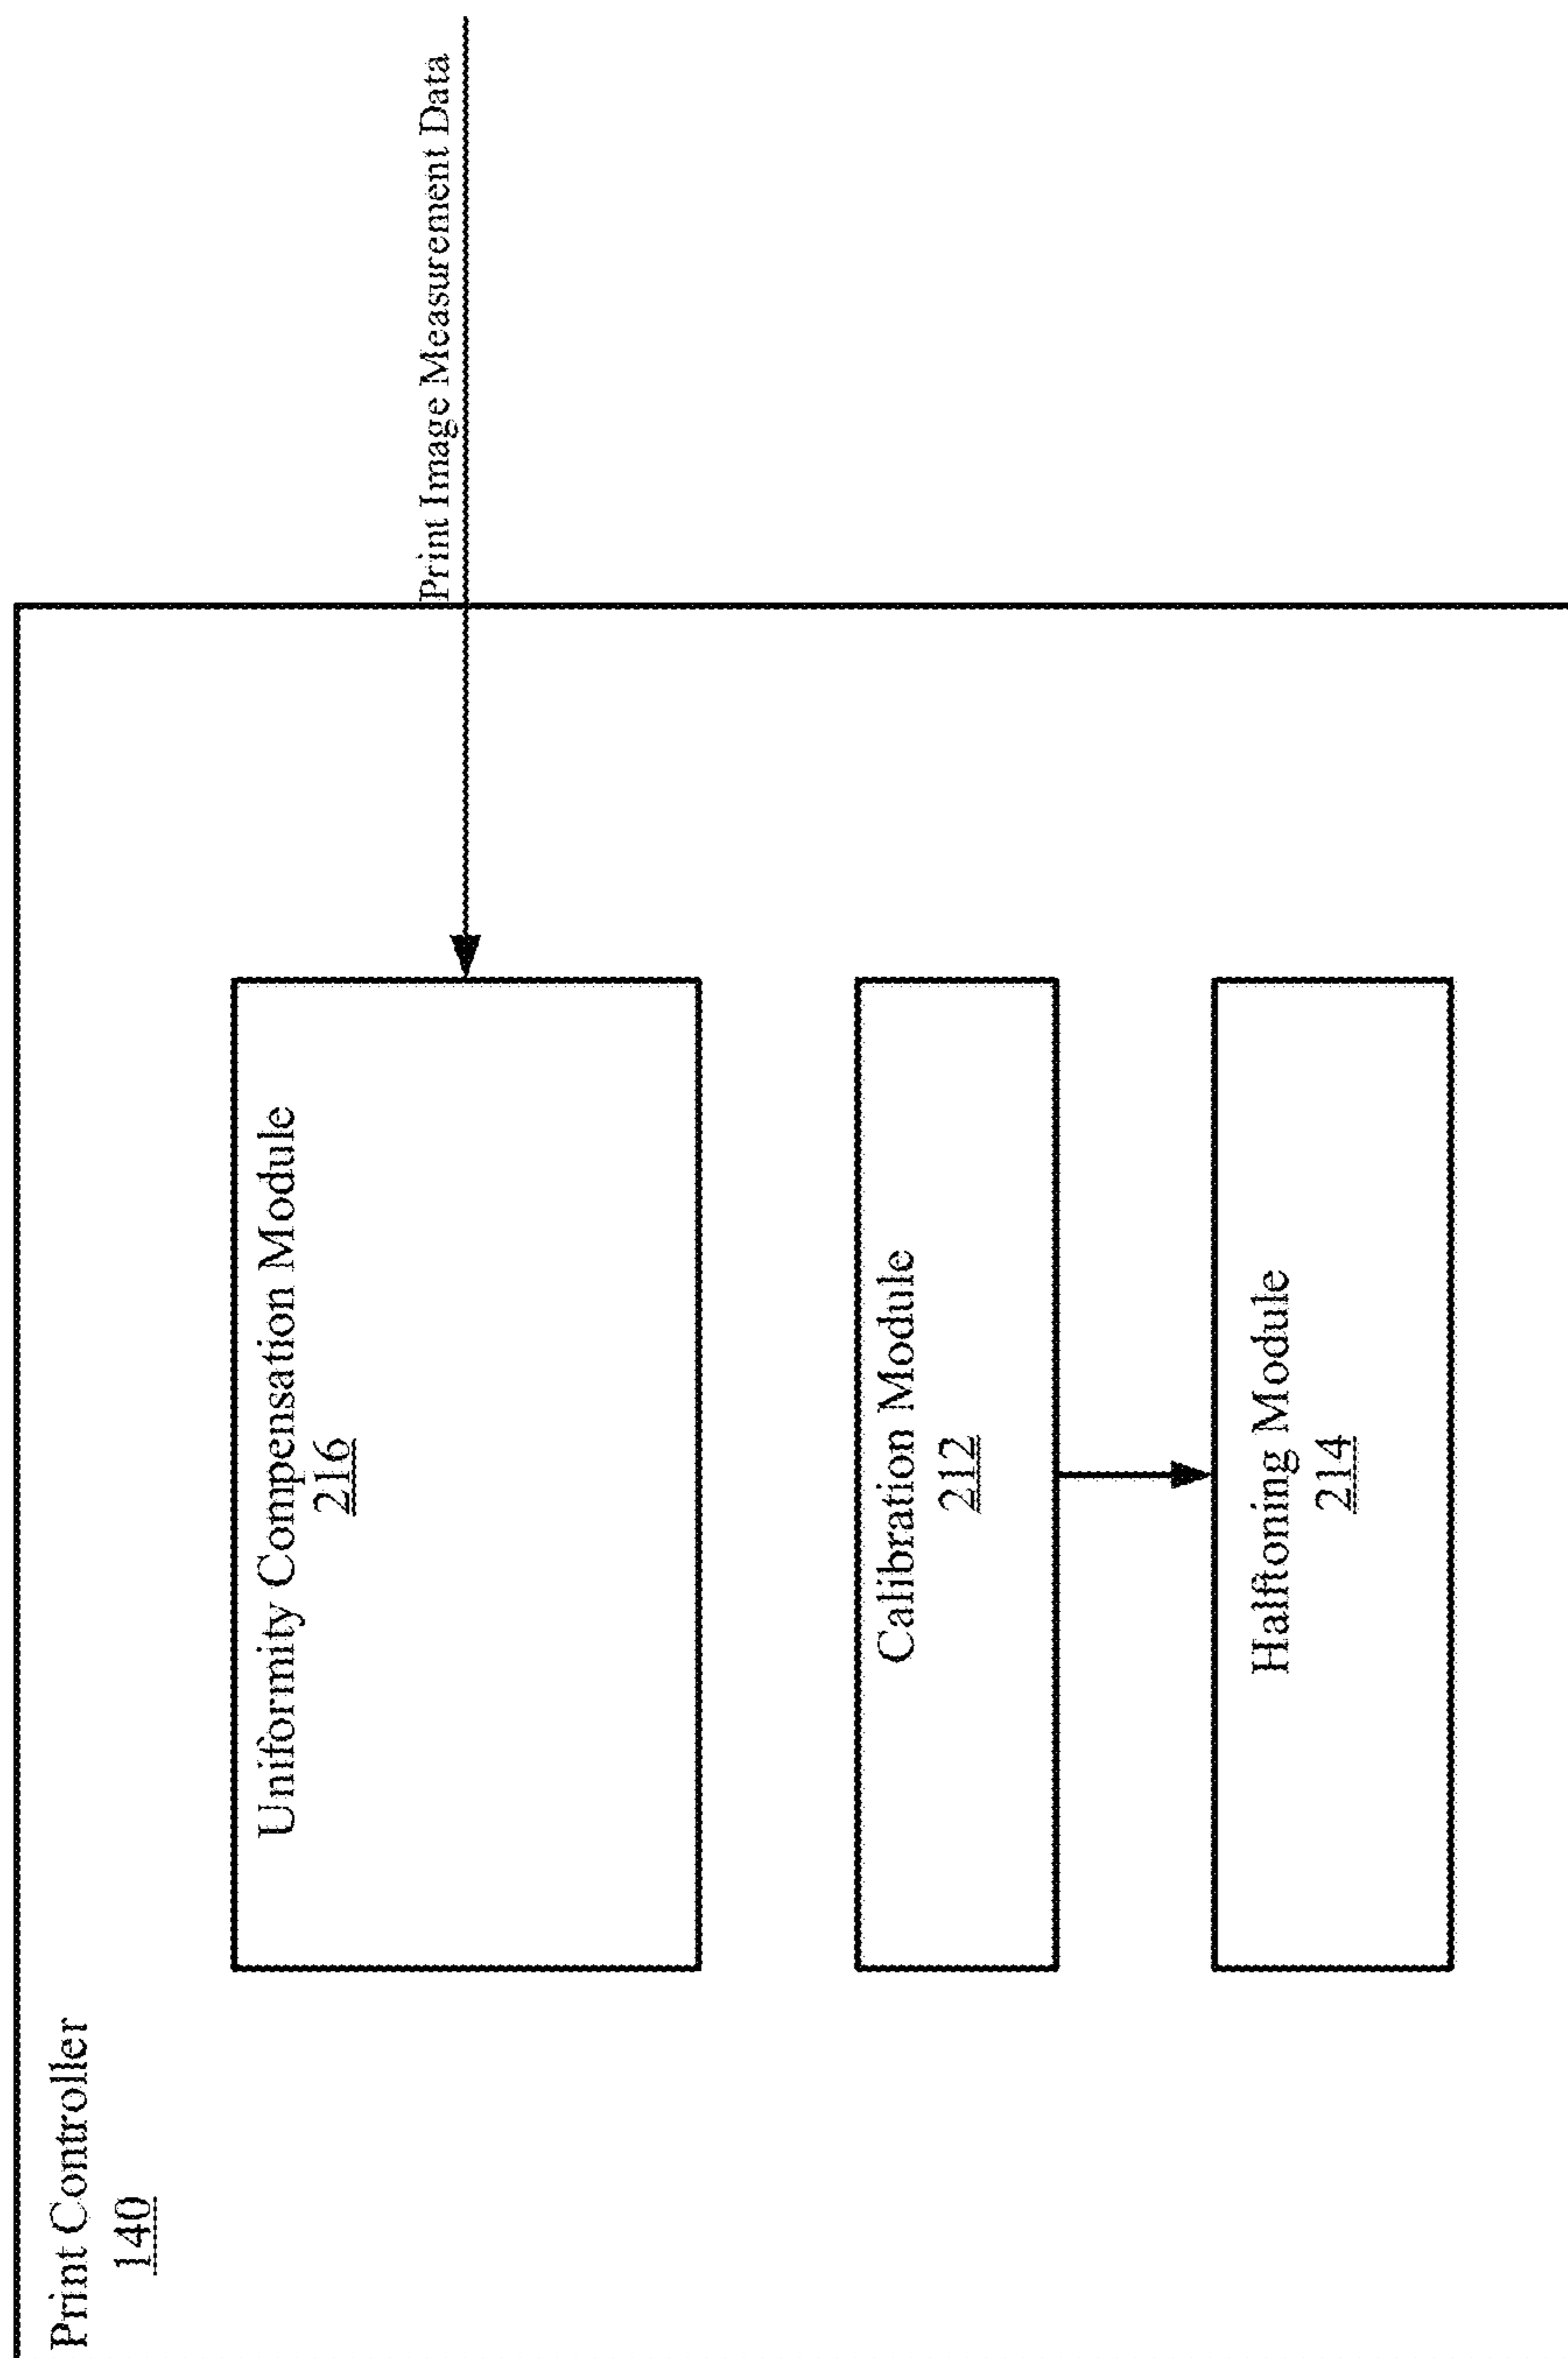 Print Controller
140
Print Image Measurement Data
Uniformity Compensation Module
216
Calibration Module
212
Halftoning Module
214